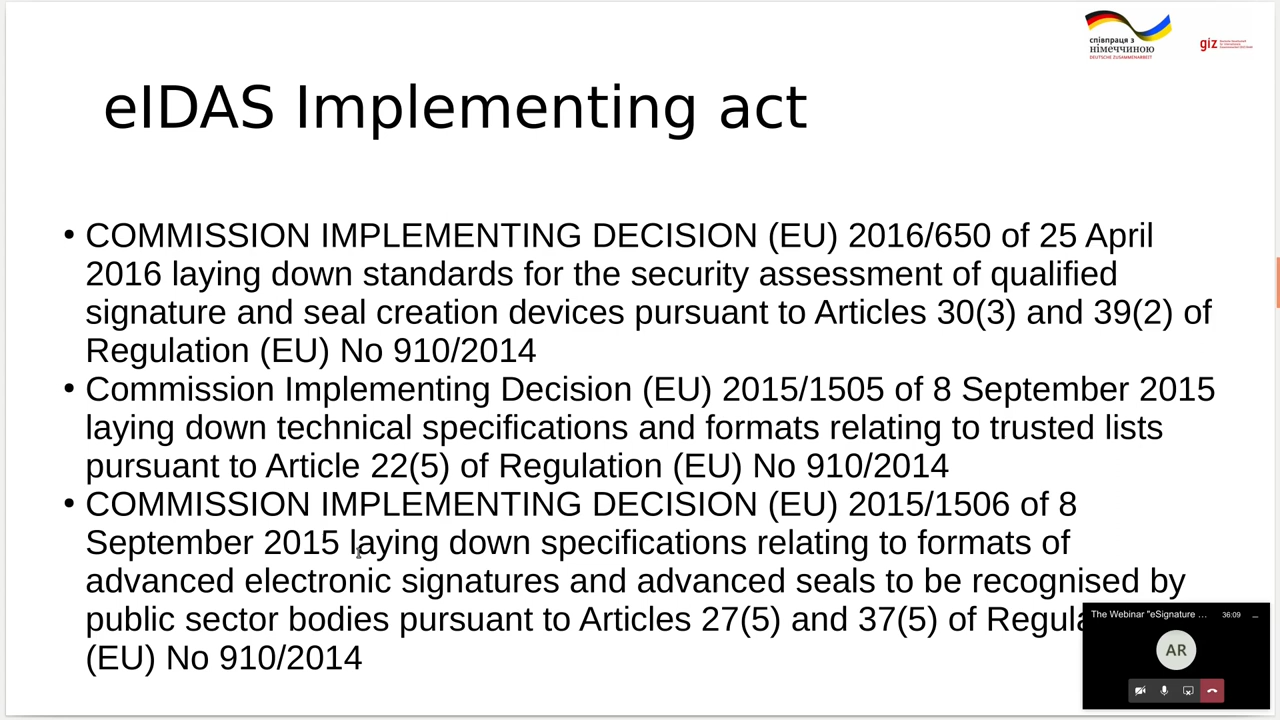 співпраця з
німеччиною
DEUTSCHE ZUSAMMENARBEIT
giz
eIDAS Implementing act
• COMMISSION IMPLEMENTING DECISION (EU) 2016/650 of 25 April
2016 laying down standards for the security assessment of qualified
signature and seal creation devices pursuant to Articles 30(3) and 39(2) of
Regulation (EU) No 910/2014
• Commission Implementing Decision (EU) 2015/1505 of 8 September 2015
laying down technical specifications and formats relating to trusted lists
pursuant to Article 22(5) of Regulation (EU) No 910/2014
• COMMISSION IMPLEMENTING DECISION (EU) 2015/1506 of 8
September 2015 laying down specifications relating to formats of
advanced electronic signatures and advanced seals to be recognised by
public sector bodies pursuant to Articles 27(5) and 37(5) of Regula
(EU) No 910/2014
The Webinar "eSignature ... 36:09
AR